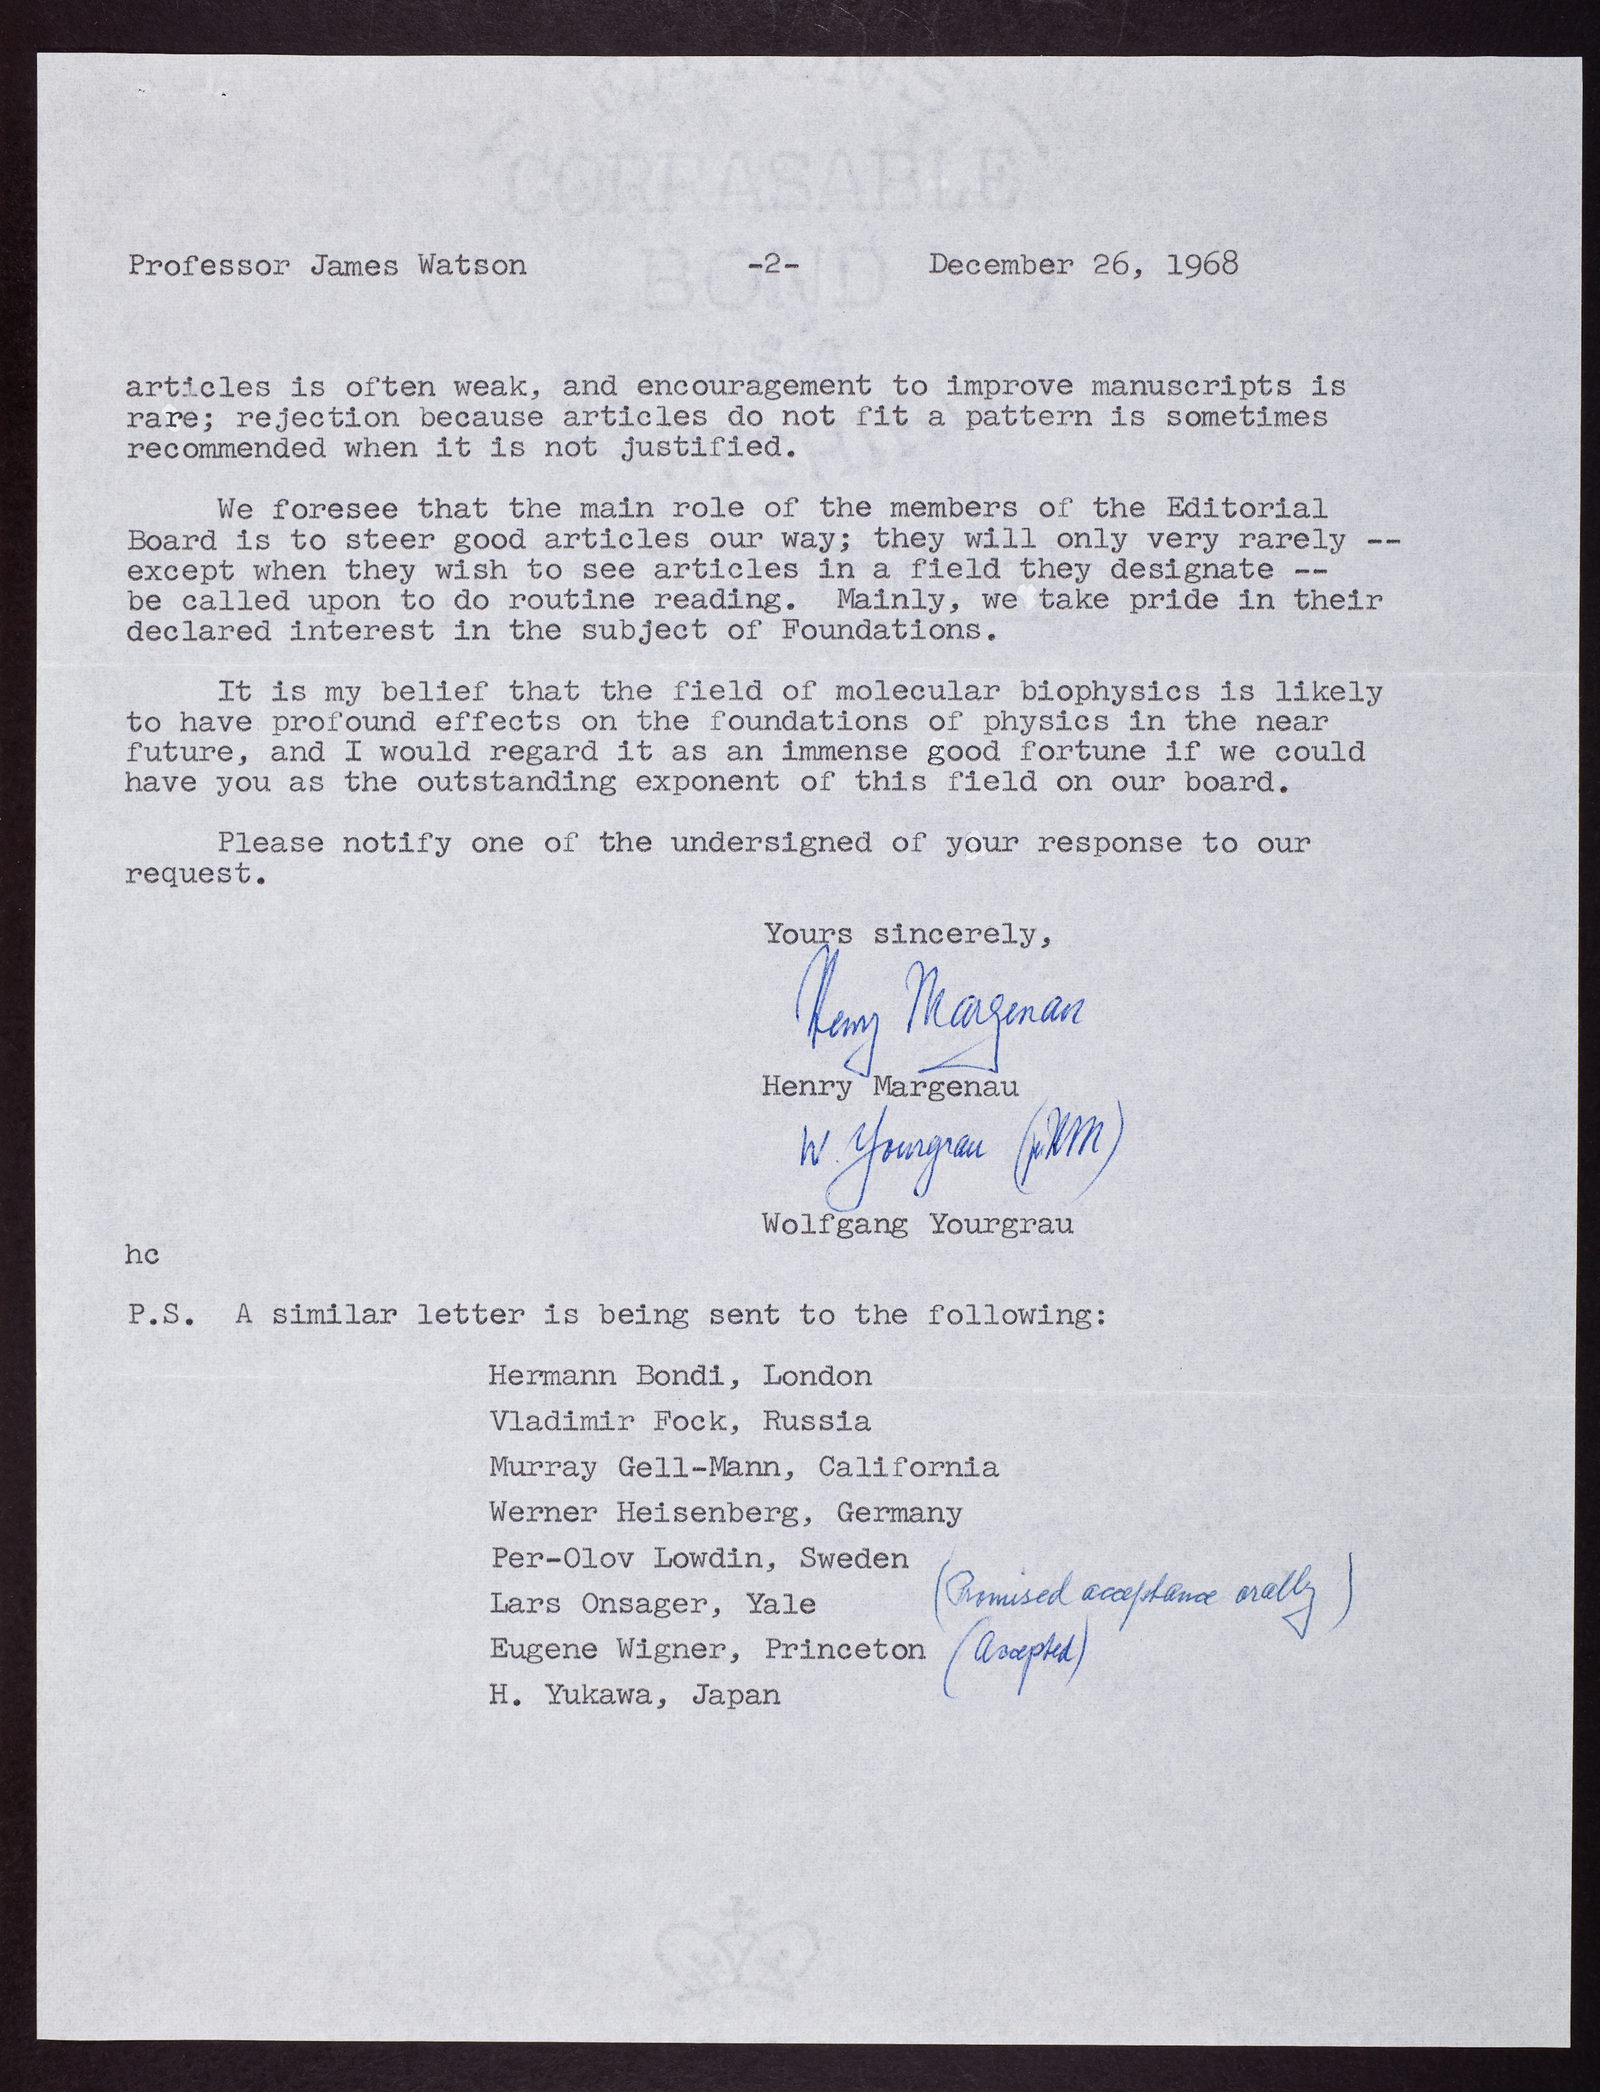 Professor James Watson -2- December 26, 1968
articles is often weak, and encouragement to improve manuscripts is
rare; rejection because articles do not fit a pattern is sometimes
recommended when it is not justified.
We foresee that the main role of the members of the Editorial
Board is to steer good articles our way; they will only very rarely --
except when they wish to see articles in a field they designate --
be called upon to do routine reading. Mainly, we take pride in their
declared interest in the subject of Foundations.
It is my belief that the field of molecular biophysics is likely
to have profound effects on the foundations of physics in the near
future, and I would regard it as an immense good fortune if we could
have you as the outstanding exponent of this field on our board.
Please notify one of the undersigned of your response to our
request.
Yours sincerely,
Henry Margenau
Henry Margenau
W. Yourgrau (HM)
Wolfgang Yourgrau
hc
P.S. A similar letter is being sent to the following:
Hermann Bondi, London
Vladimir Fock, Russia
Murray Gell-Mann, California
Werner Heisenberg, Germany
Per-Olov Lowdin, Sweden
Lars Onsager, Yale (Promised acceptance orally)
Eugene Wigner, Princeton (Accepted)
H. Yukawa, Japan